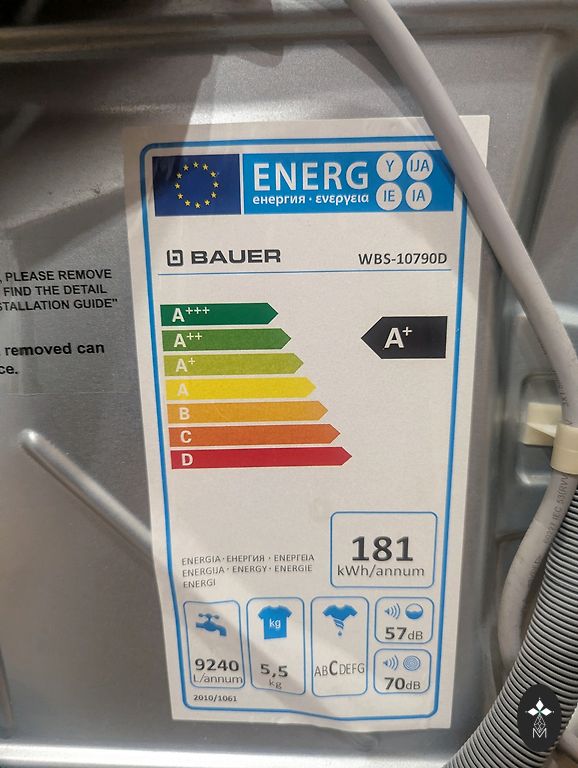 , PLEASE REMOVE
FIND THE DETAIL
STALLATION GUIDE"
removed can
ce.
ENERG
Y IJA
IE IA
енергия · ενεργεια
BAUER
WBS-10790D
A+++
A++
A+
A
B
C
D
A+
ENERGIA · ЕНЕРГИЯ · ΕΝΕΡΓΕΙΑ
ENERGIJA · ENERGY · ENERGIE
ENERGI
181
kWh/annum
9240
L/annum
kg
5,5
kg
ABCDEFG
57dB
70dB
2010/1061
M